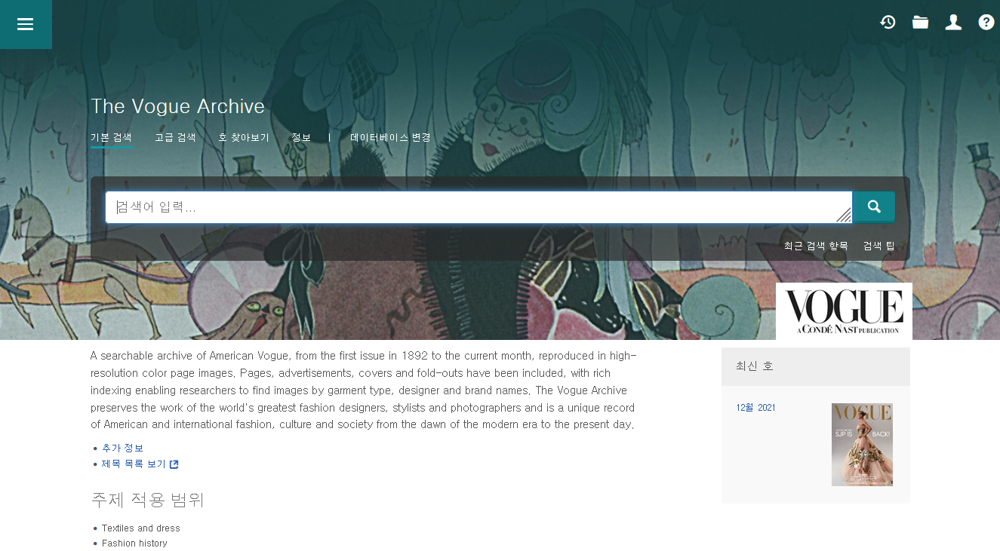 The Vogue Archive
기본 검색 고급 검색 호 찾아보기 정보 | 데이터베이스 변경
검색어 입력...
최근 검색 항목 검색 팁
VOGUE
A CONDÉ NAST PUBLICATION
A searchable archive of American Vogue, from the first issue in 1892 to the current month, reproduced in high-
resolution color page images. Pages, advertisements, covers and fold-outs have been included, with rich
indexing enabling researchers to find images by garment type, designer and brand names. The Vogue Archive
preserves the work of the world's greatest fashion designers, stylists and photographers and is a unique record
of American and international fashion, culture and society from the dawn of the modern era to the present day.
추가 정보
제목 목록 보기
주제 적용 범위
Textiles and dress
Fashion history
최신 호
12월 2021
VOGUE
SJP IS BACK!